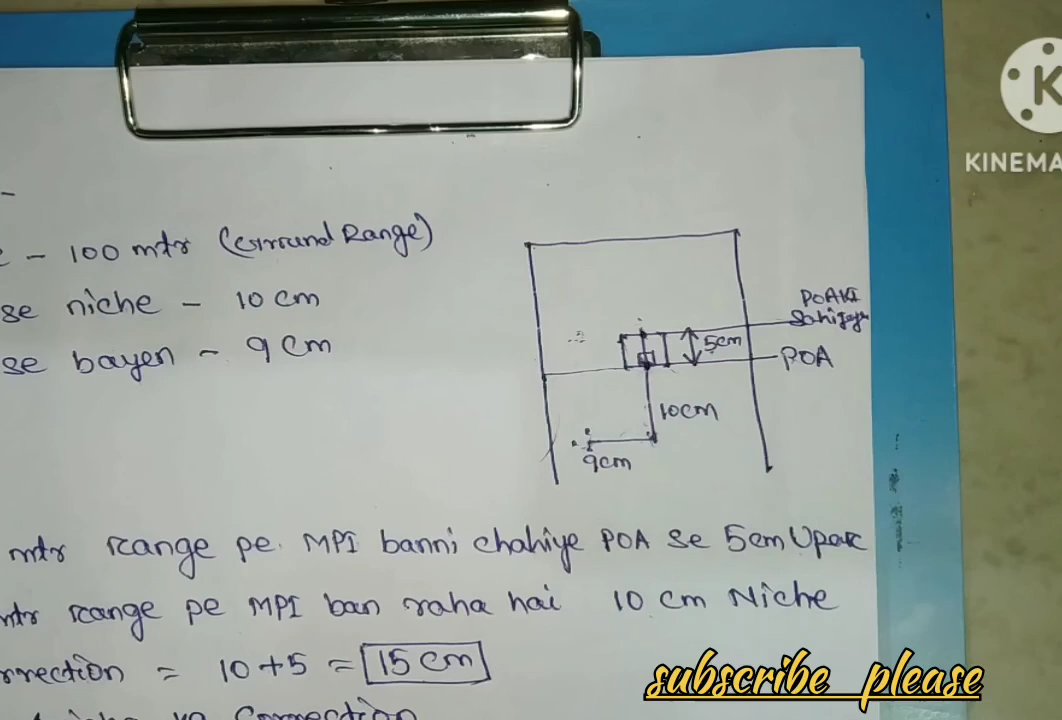 - 100 mtr (Ground Range)
se niche - 10 cm
se bayen - 9 cm
POA KI
5cm
POA
10cm
9cm
mtr range pe MPI banni chahiye POA se 5cm Upar
mtr range pe MPI ban raha hai 10 cm Niche
rrection = 10+5 = 15 cm
correction
KINEMA
subscribe please